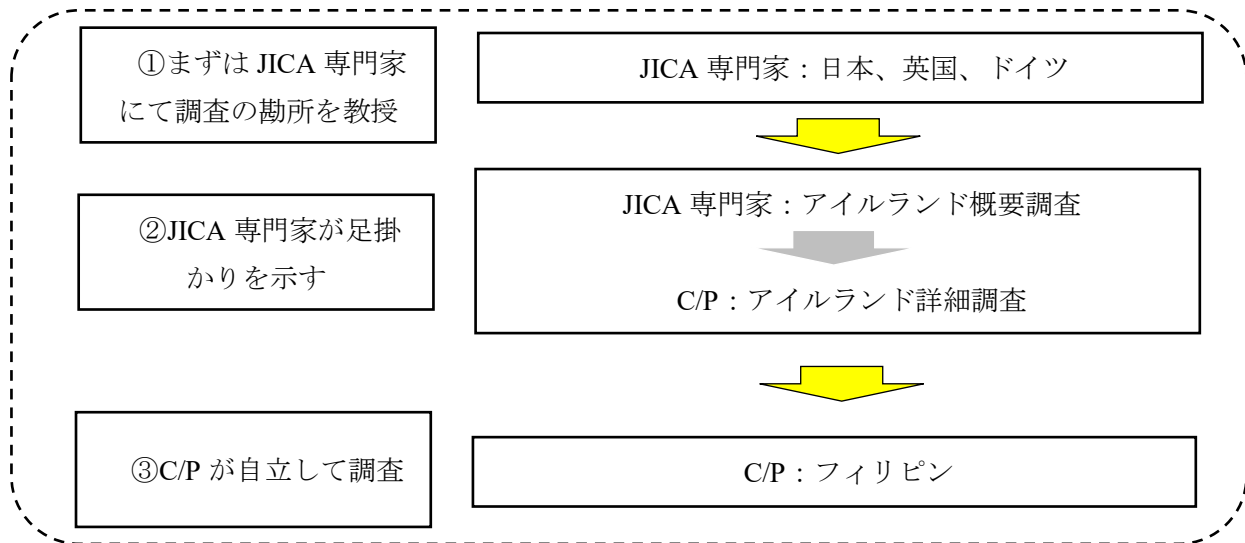 ①まずは JICA 専門家
にて調査の勘所を教授
JICA 専門家：日本、英国、ドイツ
②JICA 専門家が足掛
かりを示す
JICA 専門家：アイルランド概要調査
C/P：アイルランド詳細調査
③C/P が自立して調査
C/P：フィリピン